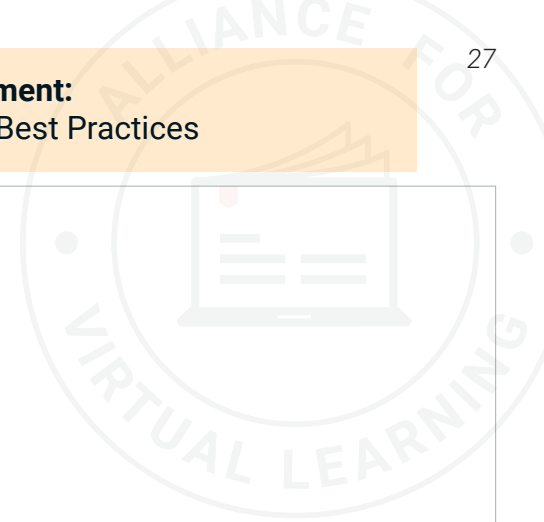 27
ment:
Best Practices
ALLIANCE FOR
VIRTUAL LEARNING